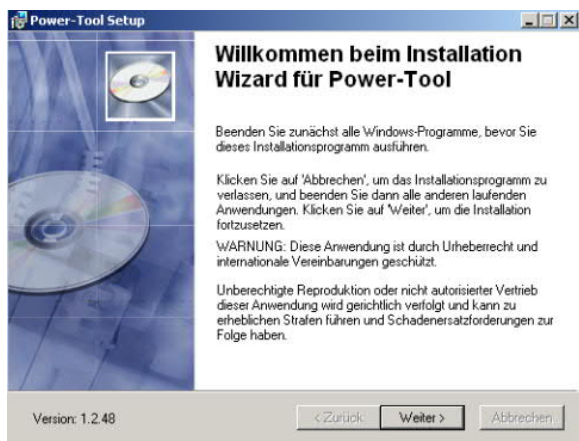 Power-Tool Setup
Willkommen beim Installation
Wizard für Power-Tool
Beenden Sie zunächst alle Windows-Programme, bevor Sie
dieses Installationsprogramm ausführen.
Klicken Sie auf 'Abbrechen', um das Installationsprogramm zu
verlassen, und beenden Sie dann alle anderen laufenden
Anwendungen. Klicken Sie auf 'Weiter', um die Installation
fortzusetzen.
WARNUNG: Diese Anwendung ist durch Urheberrecht und
internationale Vereinbarungen geschützt.
Unberechtigte Reproduktion oder nicht autorisierter Vertrieb
dieser Anwendung wird gerichtlich verfolgt und kann zu
erheblichen Strafen führen und Schadenersatzforderungen zur
Folge haben.
Version: 1.2.48
< Zurück Weiter > Abbrechen